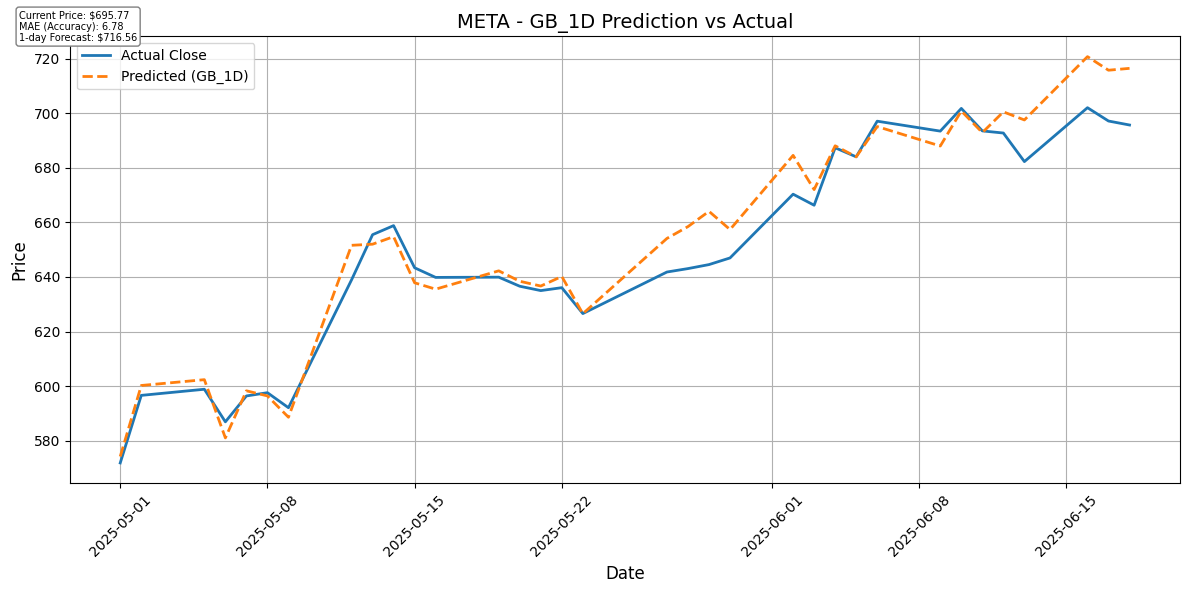 META - GB_1D Prediction vs Actual
Current Price: $695.77
MAE (Accuracy): 6.78
1-day Forecast: $716.56
Actual Close
Predicted (GB_1D)
Price
720
700
680
660
640
620
600
580
2025-05-01
2025-05-08
2025-05-15
2025-05-22
2025-06-01
2025-06-08
2025-06-15
Date